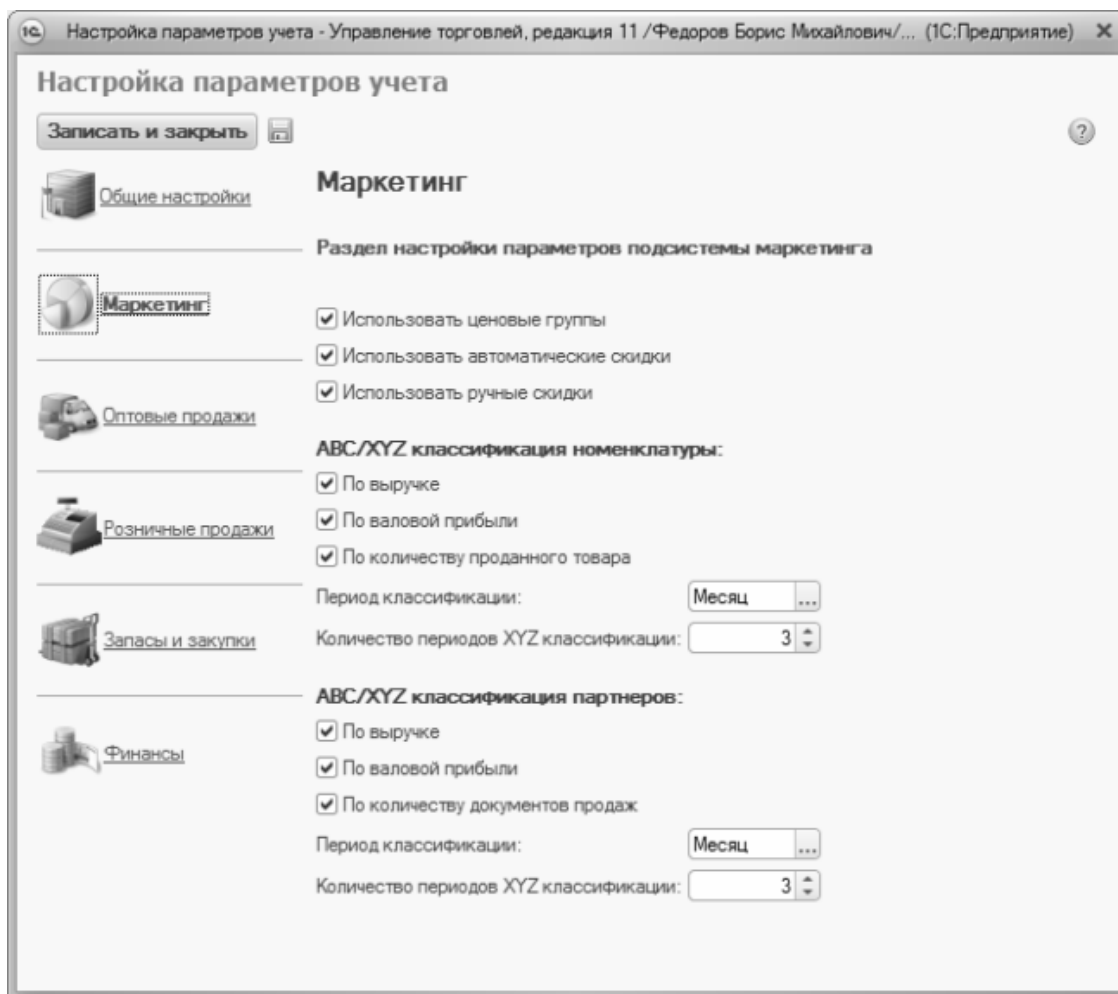 1С Настройка параметров учета - Управление торговлей, редакция 11 /Федоров Борис Михайлович/... (1С:Предприятие)
Настройка параметров учета
Записать и закрыть
?
Общие настройки
Маркетинг
Оптовые продажи
Розничные продажи
Запасы и закупки
Финансы
Маркетинг
Раздел настройки параметров подсистемы маркетинга
Использовать ценовые группы
Использовать автоматические скидки
Использовать ручные скидки
ABC/XYZ классификация номенклатуры:
По выручке
По валовой прибыли
По количеству проданного товара
Период классификации: Месяц ...
Количество периодов XYZ классификации: 3
ABC/XYZ классификация партнеров:
По выручке
По валовой прибыли
По количеству документов продаж
Период классификации: Месяц ...
Количество периодов XYZ классификации: 3